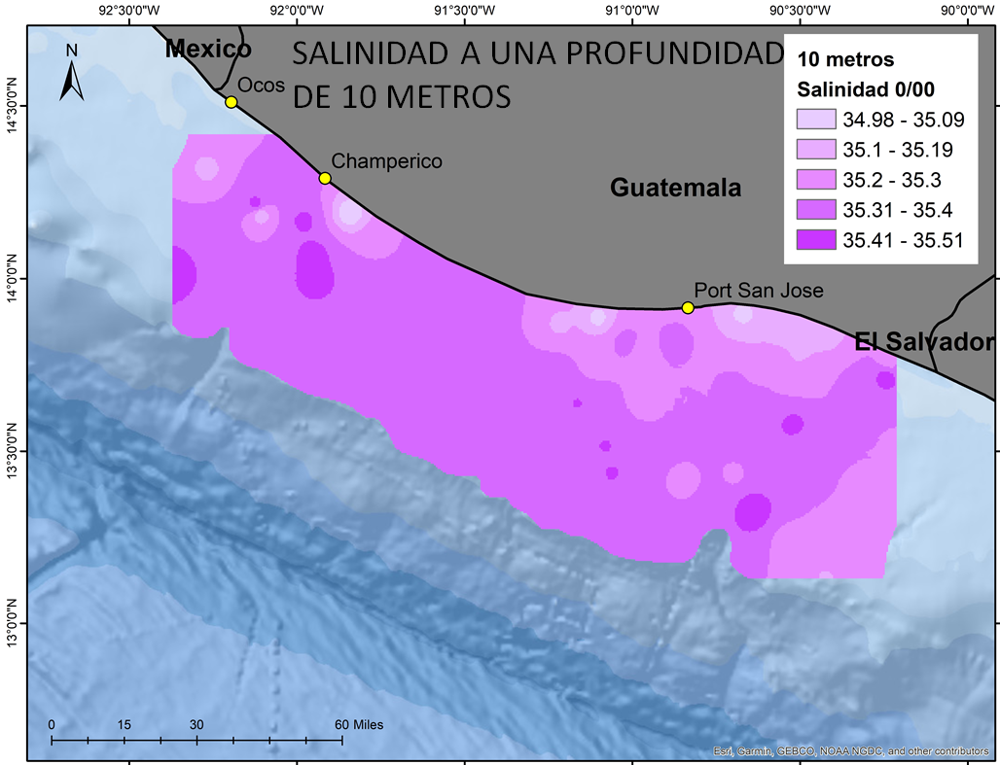 92°30'0"W 92°0'0"W 91°30'0"W 91°0'0"W 90°30'0"W 90°0'0"W
N
Mexico
SALINIDAD A UNA PROFUNDIDAD
DE 10 METROS
Ocos
Champerico
Guatemala
Port San Jose
El Salvador
10 metros
Salinidad 0/00
34.98 - 35.09
35.1 - 35.19
35.2 - 35.3
35.31 - 35.4
35.41 - 35.51
14°30'0"N
14°0'0"N
13°30'0"N
13°0'0"N
0 15 30 60 Miles
Esri, Garmin, GEBCO, NOAA NGDC, and other contributors